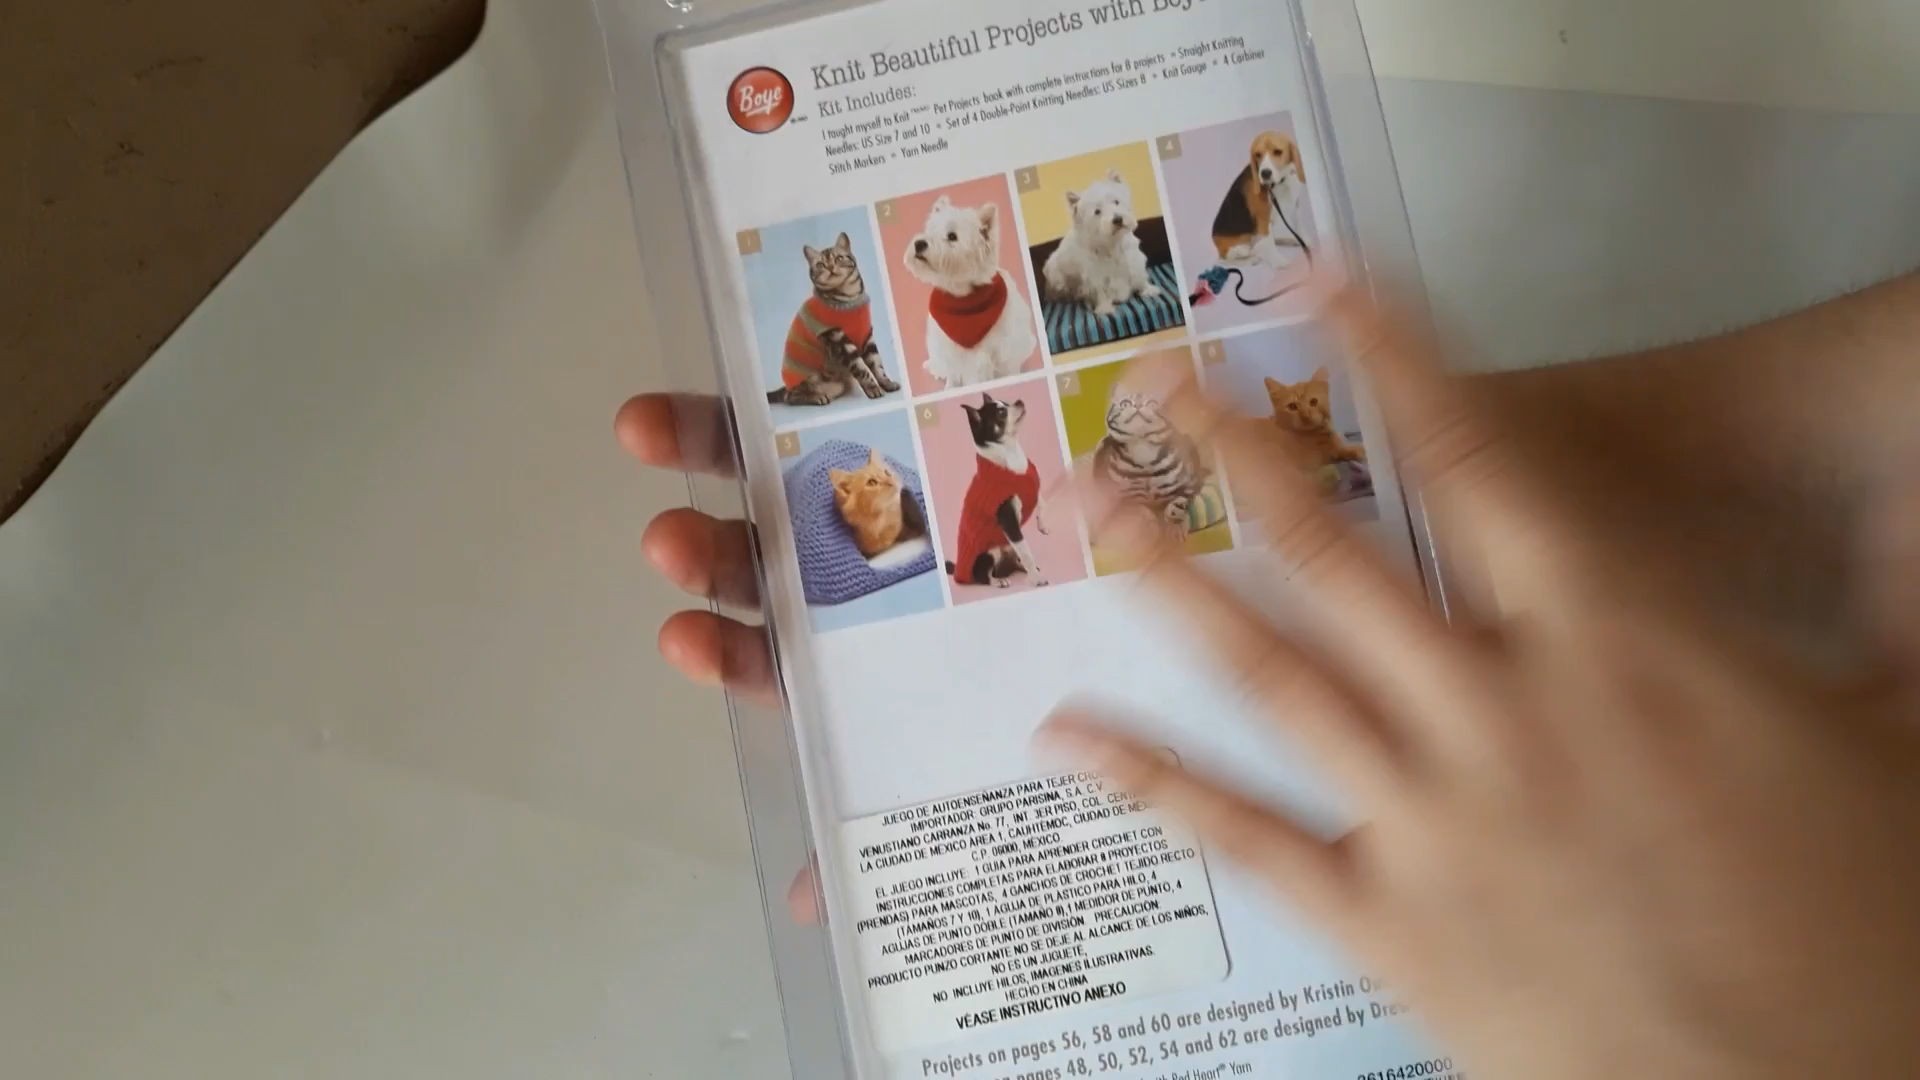 Knit Beautiful Projects with Boye
Boye
Kit Includes:
I taught myself to Knit Pet Projects book with complete instructions for 8 projects • Straight Knitting
Needles: US Size 7 and 10 • Set of 4 Double-Point Knitting Needles: US Sizes 8 • Knit Gauge • 4 Carbiner
Stitch Markers • Yarn Needle
1
2
3
4
5
6
7
8
JUEGO DE AUTOENSEÑANZA PARA TEJER
IMPORTADOR: GRUPO PARISINA, S.A. C.V
VENUSTIANO CARRANZA No. 77, INT. 3ER PISO, COL.
LA CIUDAD DE MEXICO AREA 1, CAUHTEMOC, CIUDAD DE
C.P. 06000, MEXICO.
EL JUEGO INCLUYE: 1 GUIA PARA APRENDER CROCHET CON
INSTRUCCIONES COMPLETAS PARA ELABORAR 8 PROYECTOS
(PRENDAS) PARA MASCOTAS, 4 GANCHOS DE CROCHET TEJIDO RECTO
(TAMAÑOS 7 Y 10), 1 AGUJA DE PLASTICO PARA HILO, 4
AGUJAS DE PUNTO DOBLE (TAMAÑO 8),1 MEDIDOR DE PUNTO, 4
MARCADORES DE PUNTO DE DIVISIÓN. PRECAUCIÓN:
PRODUCTO PUNZO CORTANTE NO SE DEJE AL ALCANCE DE LOS NIÑOS,
NO ES UN JUGUETE,
NO INCLUYE HILOS, IMAGENES ILUSTRATIVAS.
HECHO EN CHINA
VÉASE INSTRUCTIVO ANEXO
Projects on pages 56, 58 and 60 are designed by Kristin
pages 48, 50, 52, 54 and 62 are designed by
Red Heart® Yarn
2616420000